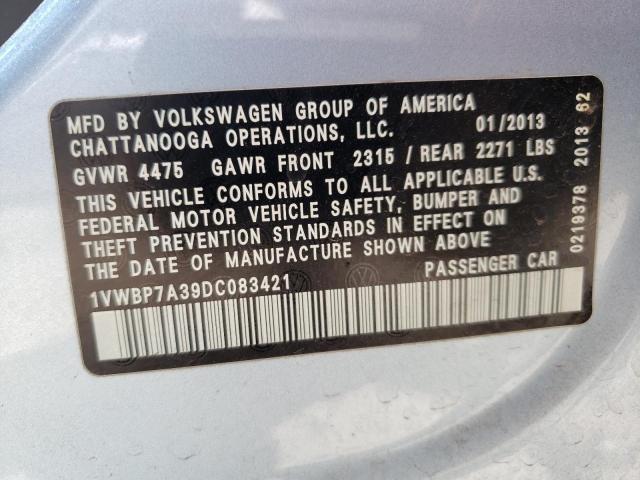 MFD BY VOLKSWAGEN GROUP OF AMERICA
CHATTANOOGA OPERATIONS, LLC. 01/2013
GVWR 4475 GAWR FRONT 2315 / REAR 2271 LBS
THIS VEHICLE CONFORMS TO ALL APPLICABLE U.S.
FEDERAL MOTOR VEHICLE SAFETY, BUMPER AND
THEFT PREVENTION STANDARDS IN EFFECT ON
THE DATE OF MANUFACTURE SHOWN ABOVE
1VWBP7A39DC083421 PASSENGER CAR
0219378 2013 62